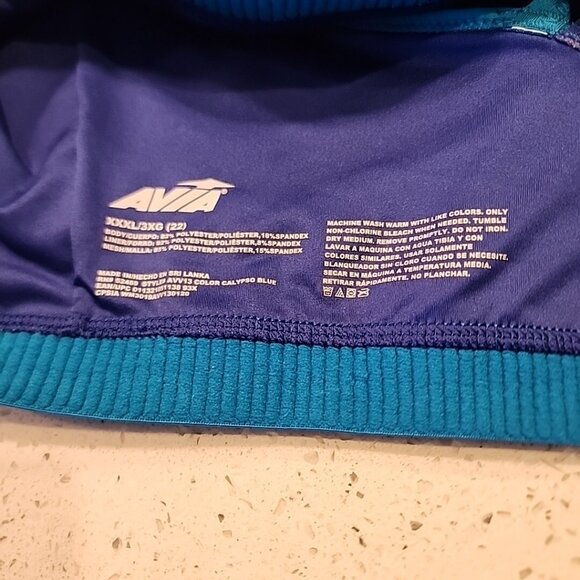 AVIA
XXXL/3XG (22)
BODY/CUERPO: 82% POLYESTER/POLIÉSTER,18%SPANDEX
LINER/FORRO: 92% POLYESTER/POLIÉSTER,8%SPANDEX
MESH/MALLA: 85% POLYESTER/POLIÉSTER, 15%SPANDEX
MADE IN/HECHO EN SRI LANKA
STYLE# AVV13 COLOR CALYPSO BLUE
MACHINE WASH WARM WITH LIKE COLORS. ONLY
NON-CHLORINE BLEACH WHEN NEEDED. TUMBLE
DRY MEDIUM. REMOVE PROMPTLY. DO NOT IRON.
LAVAR A MAQUINA CON AGUA TIBIA Y CON
COLORES SIMILARES. USAR SOLAMENTE
BLANQUEADOR SIN CLORO CUANDO SE NECESITE.
SECAR EN MÁQUINA A TEMPERATURA MEDIA.
RETIRAR RÁPIDAMENTE. NO PLANCHAR.